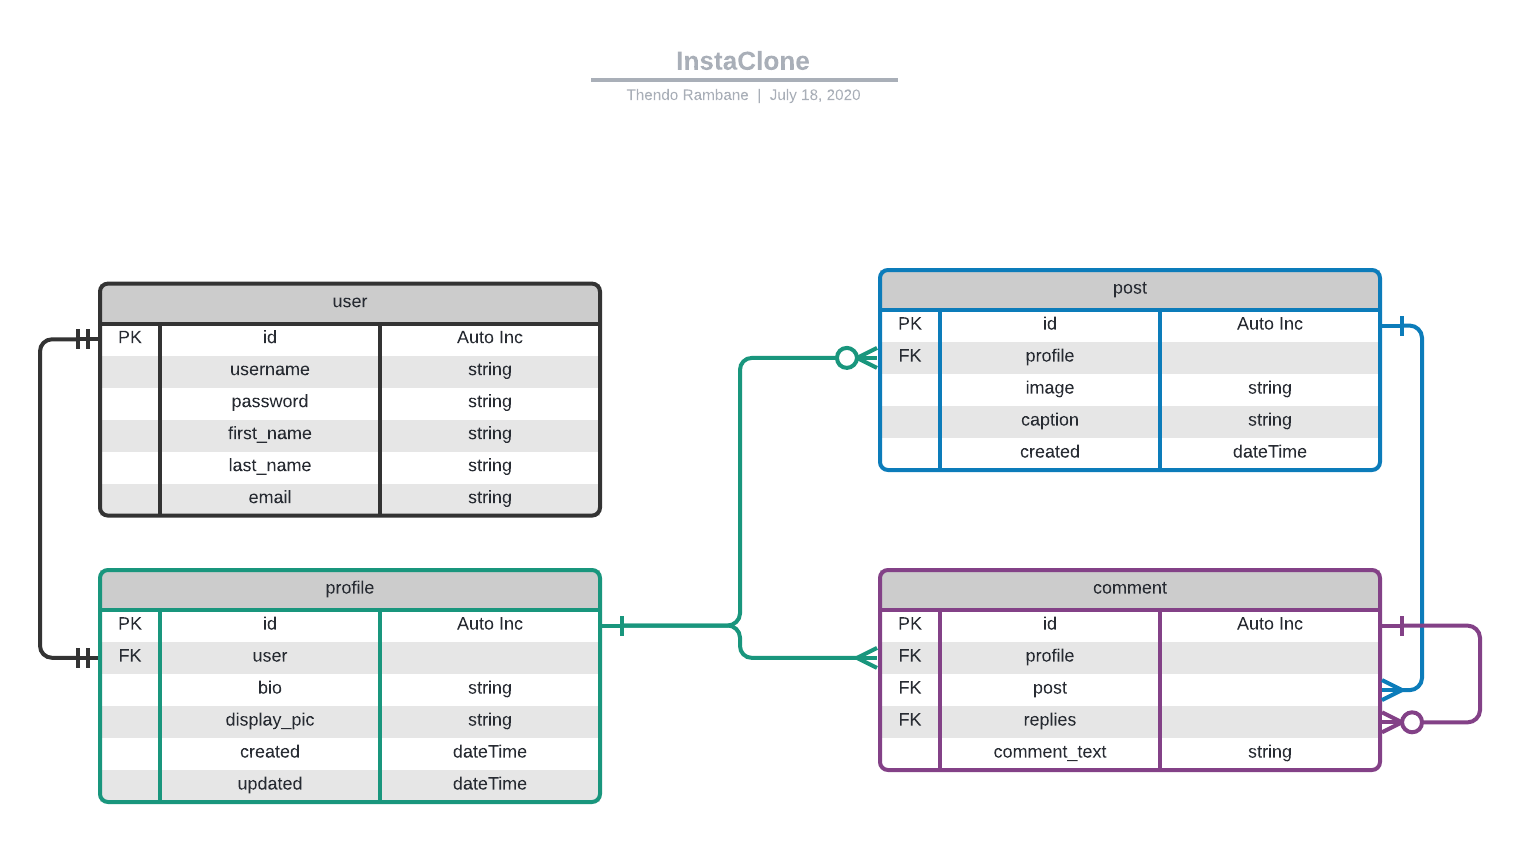 InstaClone
Thendo Rambane | July 18, 2020
user
PK id Auto Inc
username string
password string
first_name string
last_name string
email string
profile
PK id Auto Inc
FK user
bio string
display_pic string
created dateTime
updated dateTime
post
PK id Auto Inc
FK profile
image string
caption string
created dateTime
comment
PK id Auto Inc
FK profile
FK post
FK replies
comment_text string